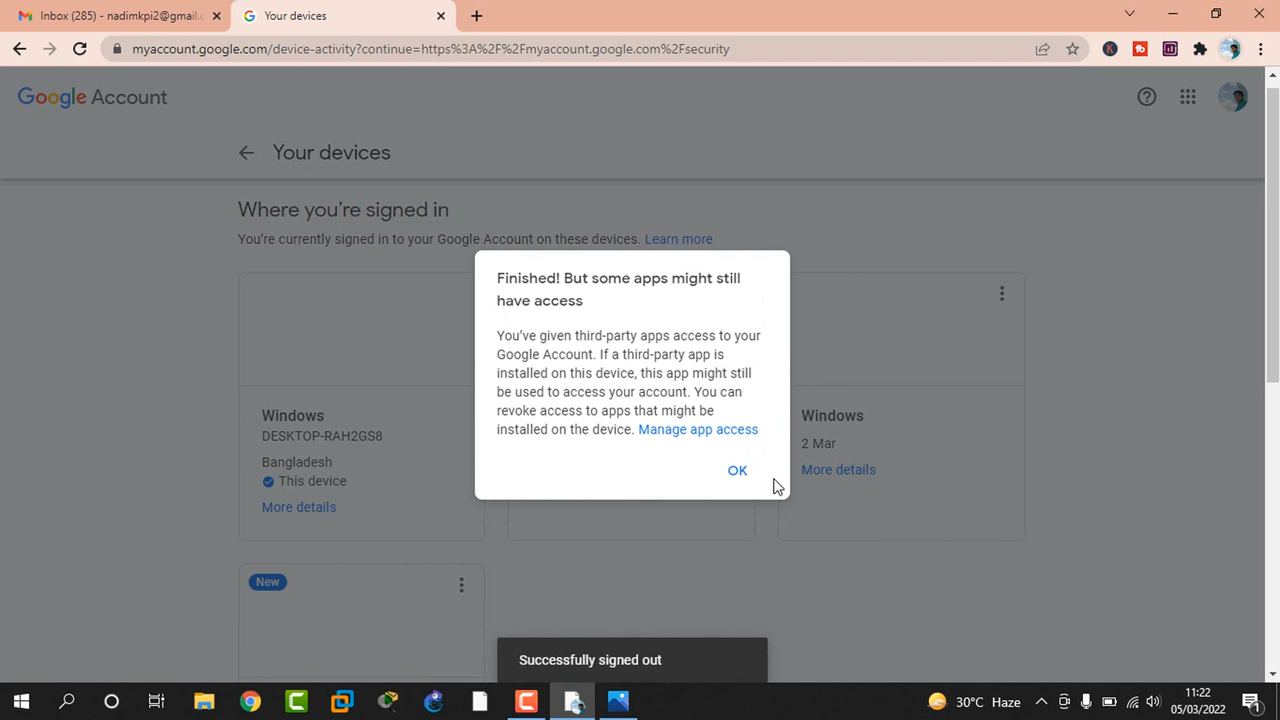 Inbox (285) - nadimkpi2@gmail.c
Your devices
myaccount.google.com/device-activity?continue=https%3A%2F%2Fmyaccount.google.com%2Fsecurity
Google Account
Your devices
Where you're signed in
You're currently signed in to your Google Account on these devices. Learn more
Finished! But some apps might still
have access
You've given third-party apps access to your
Google Account. If a third-party app is
installed on this device, this app might still
be used to access your account. You can
revoke access to apps that might be
installed on the device. Manage app access
OK
Windows
DESKTOP-RAH2GS8
Bangladesh
This device
More details
Windows
2 Mar
More details
New
Successfully signed out
30°C Haze
11:22
05/03/2022